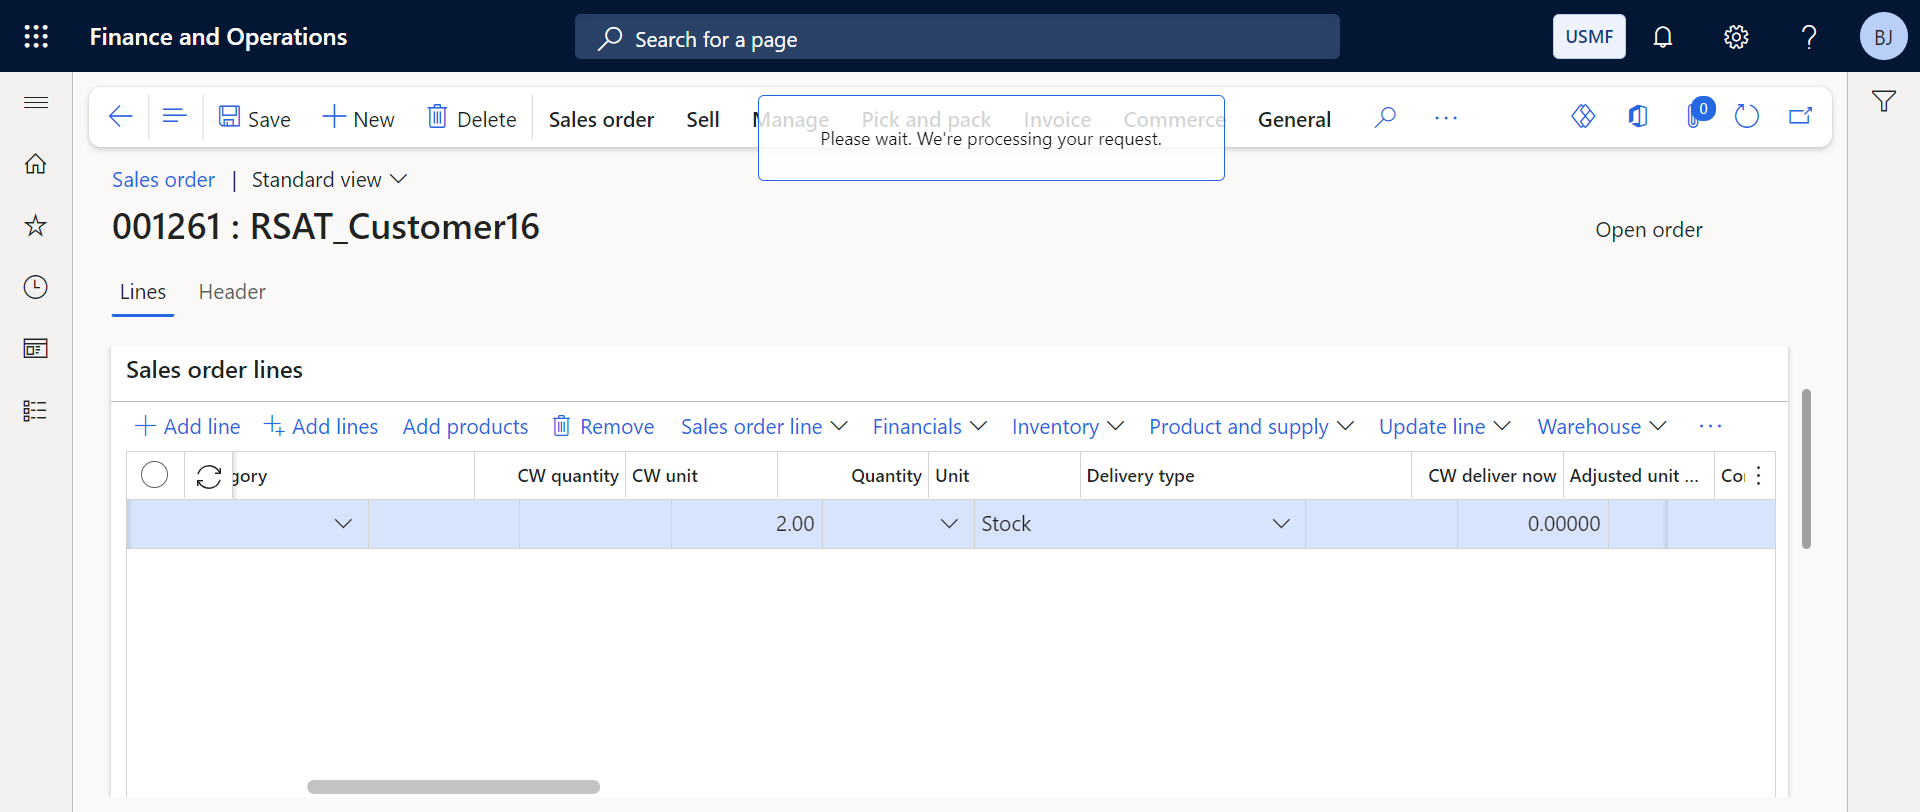 Finance and Operations
Search for a page
USMF
BJ
Save
New
Delete
Sales order
Sell
Manage
Pick and pack
Invoice
Commerce
General
0
Please wait. We're processing your request.
Sales order | Standard view
001261 : RSAT_Customer16
Open order
Lines
Header
Sales order lines
Add line
Add lines
Add products
Remove
Sales order line
Financials
Inventory
Product and supply
Update line
Warehouse
gory
CW quantity
CW unit
Quantity
Unit
Delivery type
CW deliver now
Adjusted unit ...
Co
2.00
Stock
0.00000